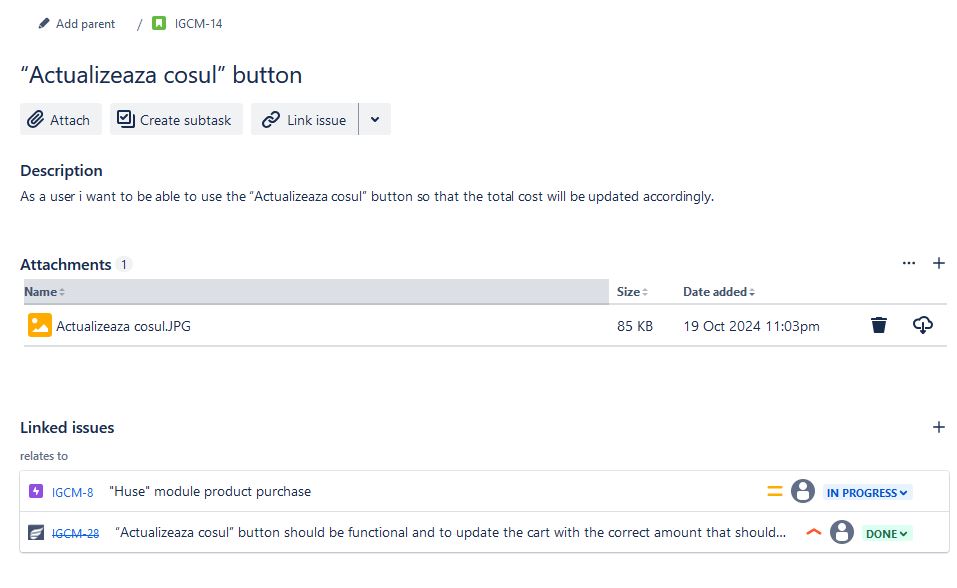 Add parent / IGCM-14
“Actualizeaza cosul” button
Attach Create subtask Link issue
Description
As a user i want to be able to use the “Actualizeaza cosul” button so that the total cost will be updated accordingly.
Attachments 1
Name Size Date added
Actualizeaza cosul.JPG 85 KB 19 Oct 2024 11:03pm
Linked issues
relates to
IGCM-8 "Huse" module product purchase IN PROGRESS
IGCM-28 “Actualizeaza cosul” button should be functional and to update the cart with the correct amount that should... DONE